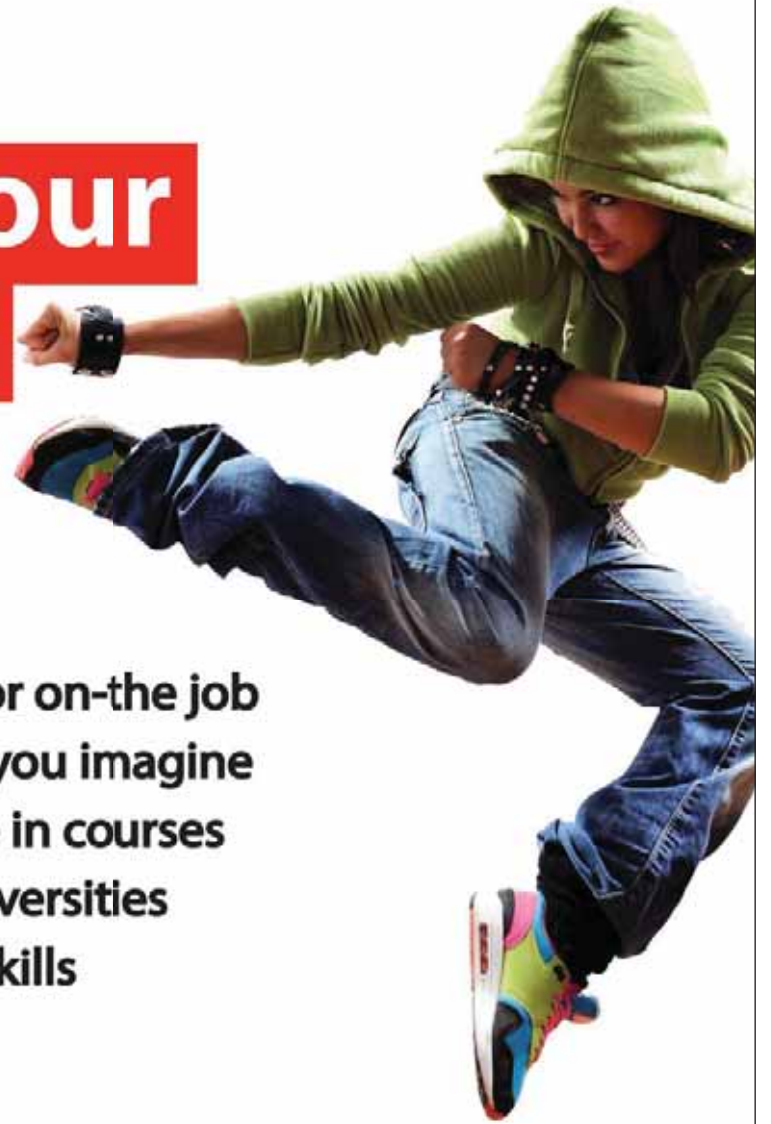 our
or on-the job
you imagine
in courses
versities
kills